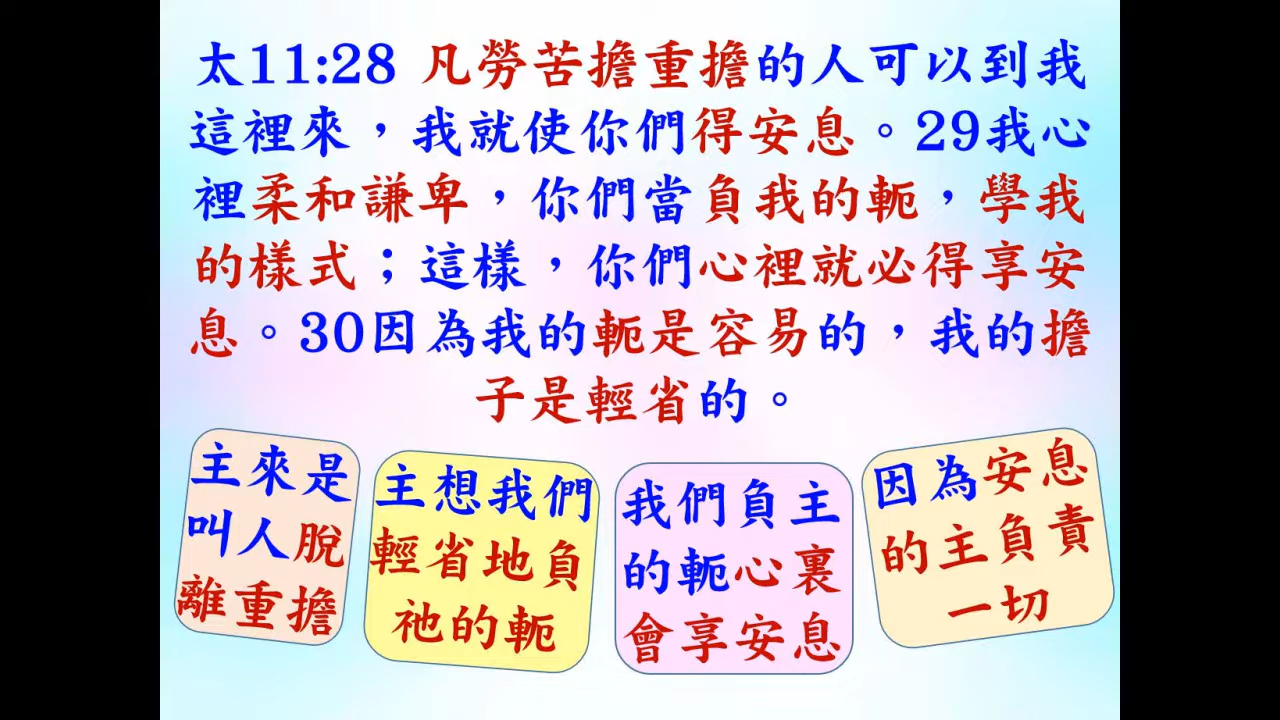 太11:28 凡勞苦擔重擔的人可以到我
這裡來，我就使你們得安息。29我心
裡柔和謙卑，你們當負我的軛，學我
的樣式；這樣，你們心裡就必得享安
息。30因為我的軛是容易的，我的擔
子是輕省的。
主來是
叫人脫
離重擔
主想我們
輕省地負
祂的軛
我們負主
的軛心裏
會享安息
因為安息
的主負責
一切